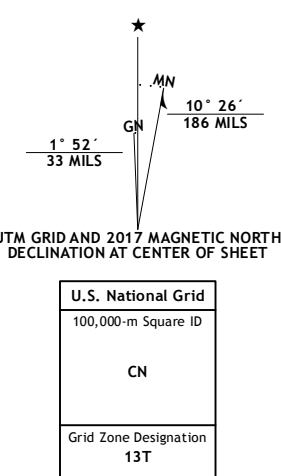 ★
MN
GN
10° 26´
186 MILS
1° 52´
33 MILS
UTM GRID AND 2017 MAGNETIC NORTH
DECLINATION AT CENTER OF SHEET
U.S. National Grid
100,000-m Square ID
CN
Grid Zone Designation
13T